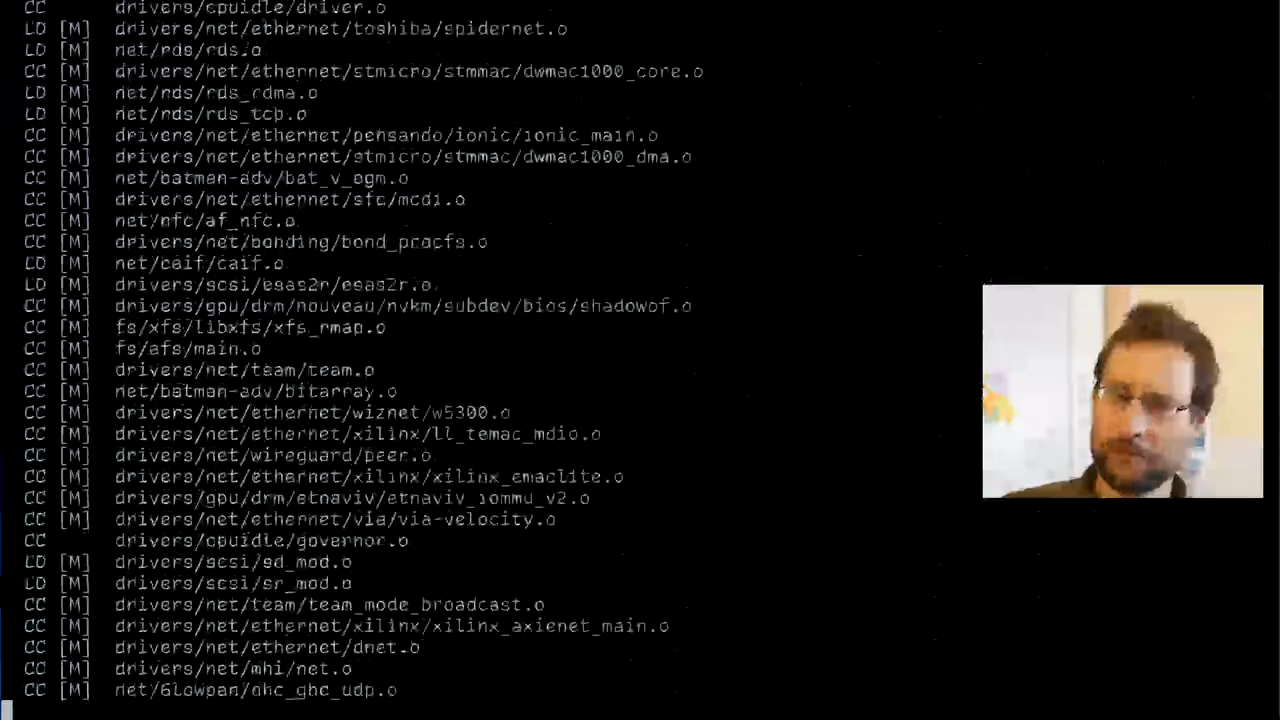 CC drivers/cpuidle/driver.o
LD [M] drivers/net/ethernet/toshiba/spidernet.o
LD [M] net/rds/rds.o
CC [M] drivers/net/ethernet/stmicro/stmmac/dwmac1000_core.o
LD [M] net/rds/rds_rdma.o
LD [M] net/rds/rds_tcp.o
CC [M] drivers/net/ethernet/pensando/ionic/ionic_main.o
CC [M] drivers/net/ethernet/stmicro/stmmac/dwmac1000_dma.o
CC [M] net/batman-adv/bat_v_ogm.o
CC [M] drivers/net/ethernet/sfc/mcdi.o
CC [M] net/nfc/af_nfc.o
CC [M] drivers/net/bonding/bond_procfs.o
LD [M] net/caif/caif.o
LD [M] drivers/scsi/esas2r/esas2r.o
CC [M] drivers/gpu/drm/nouveau/nvkm/subdev/bios/shadowof.o
CC [M] fs/xfs/libxfs/xfs_rmap.o
CC [M] fs/afs/main.o
CC [M] drivers/net/team/team.o
CC [M] net/batman-adv/bitarray.o
CC [M] drivers/net/ethernet/wiznet/w5300.o
CC [M] drivers/net/ethernet/xilinx/ll_temac_mdio.o
CC [M] drivers/net/wireguard/peer.o
CC [M] drivers/net/ethernet/xilinx/xilinx_emaclite.o
CC [M] drivers/gpu/drm/etnaviv/etnaviv_iommu_v2.o
CC [M] drivers/net/ethernet/via/via-velocity.o
CC drivers/cpuidle/governor.o
LD [M] drivers/scsi/sd_mod.o
LD [M] drivers/scsi/sr_mod.o
CC [M] drivers/net/team/team_mode_broadcast.o
CC [M] drivers/net/ethernet/xilinx/xilinx_axienet_main.o
CC [M] drivers/net/ethernet/dnet.o
CC [M] drivers/net/mhi/net.o
CC [M] net/6lowpan/nhc_ghc_udp.o